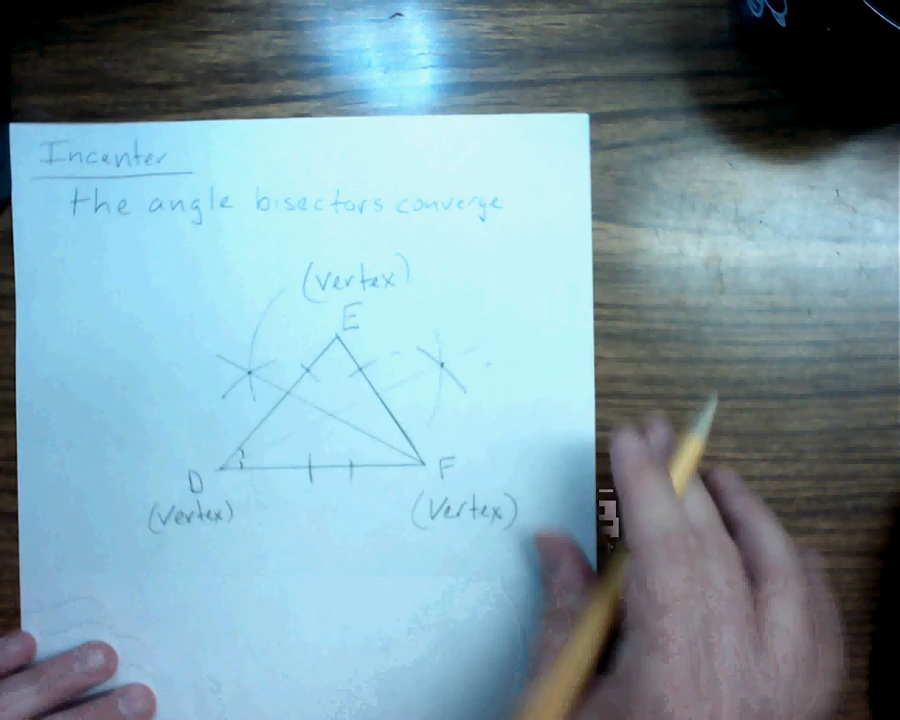 Incenter
the angle bisectors converge
(vertex)
E
D
F
(vertex)
(vertex)